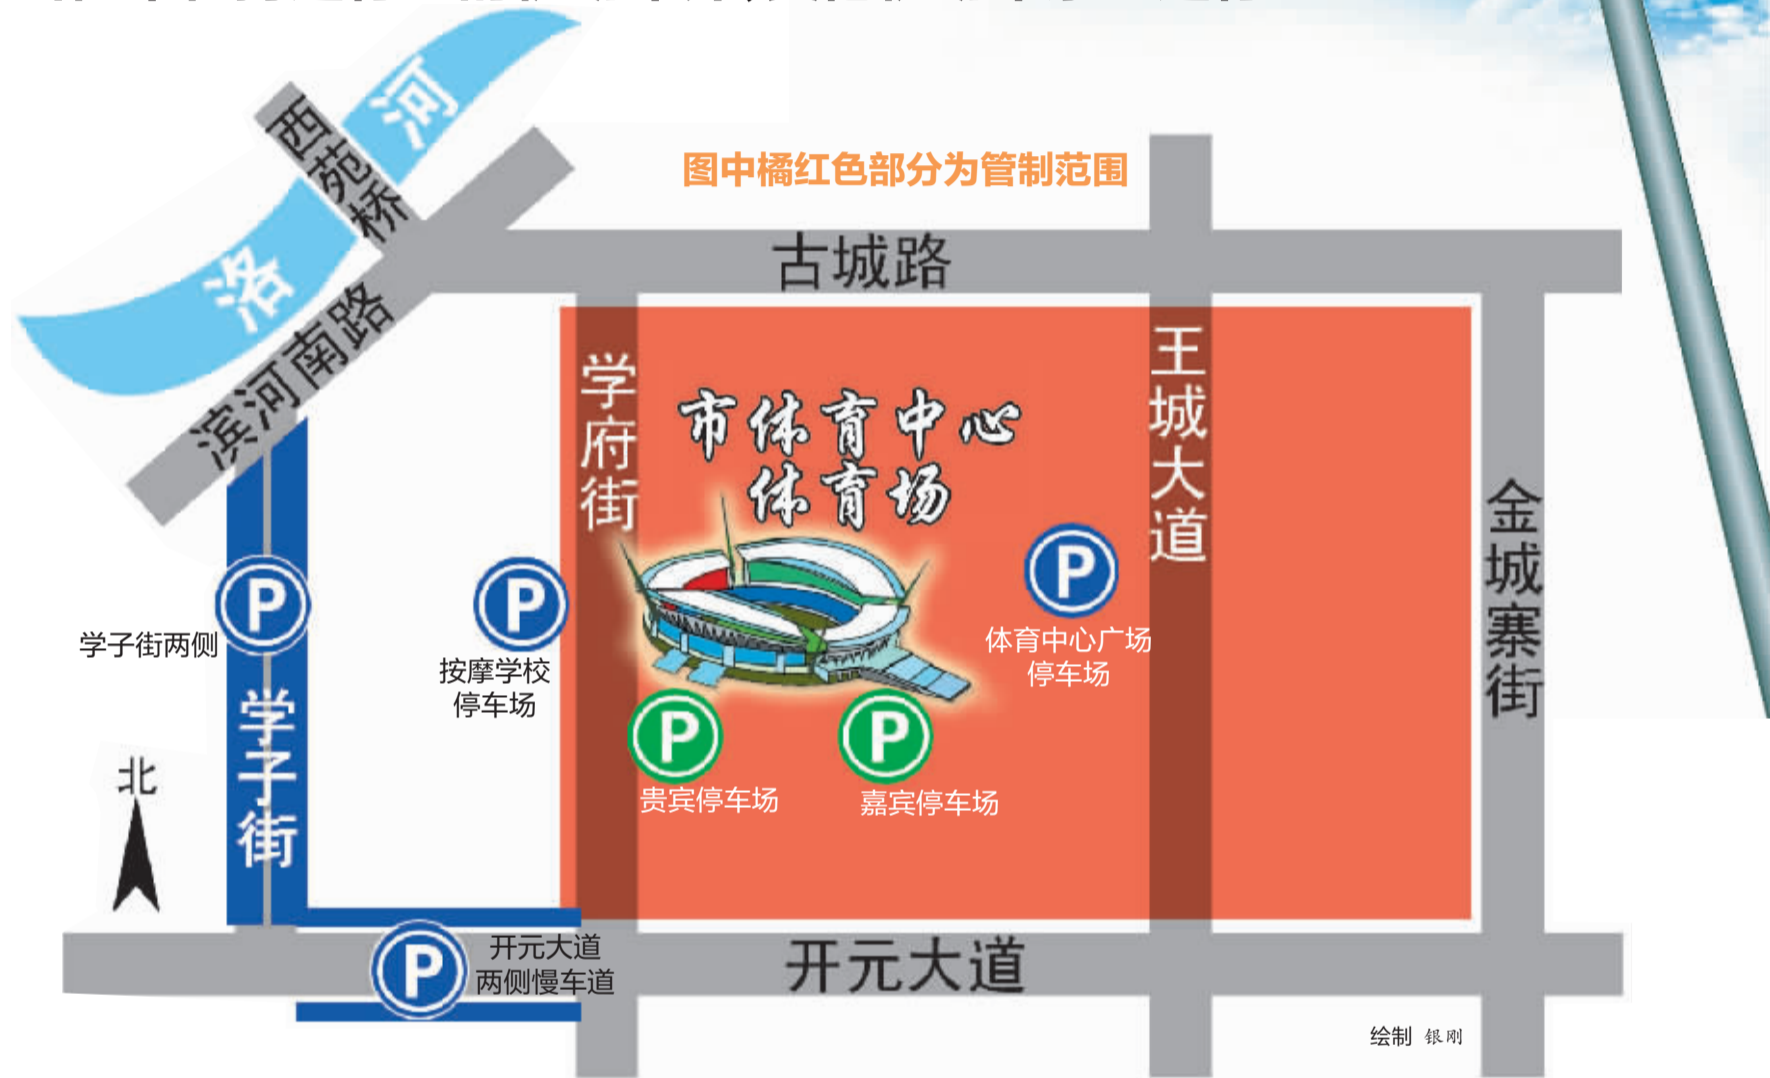 西苑桥
河
洛
图中橘红色部分为管制范围
古城路
滨河南路
学府街
市体育中心
体育场
王城大道
金城寨街
P
学子街两侧
P
按摩学校
停车场
P
体育中心广场
停车场
P
贵宾停车场
P
嘉宾停车场
学子街
北
P
开元大道
两侧慢车道
开元大道
绘制 银刚